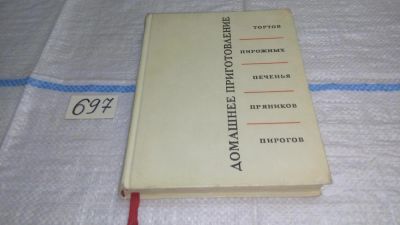 697
ДОМАШНЕЕ ПРИГОТОВЛЕНИЕ
ТОРТОВ
ПИРОЖНЫХ
ПЕЧЕНЬЯ
ПРЯНИКОВ
ПИРОГОВ